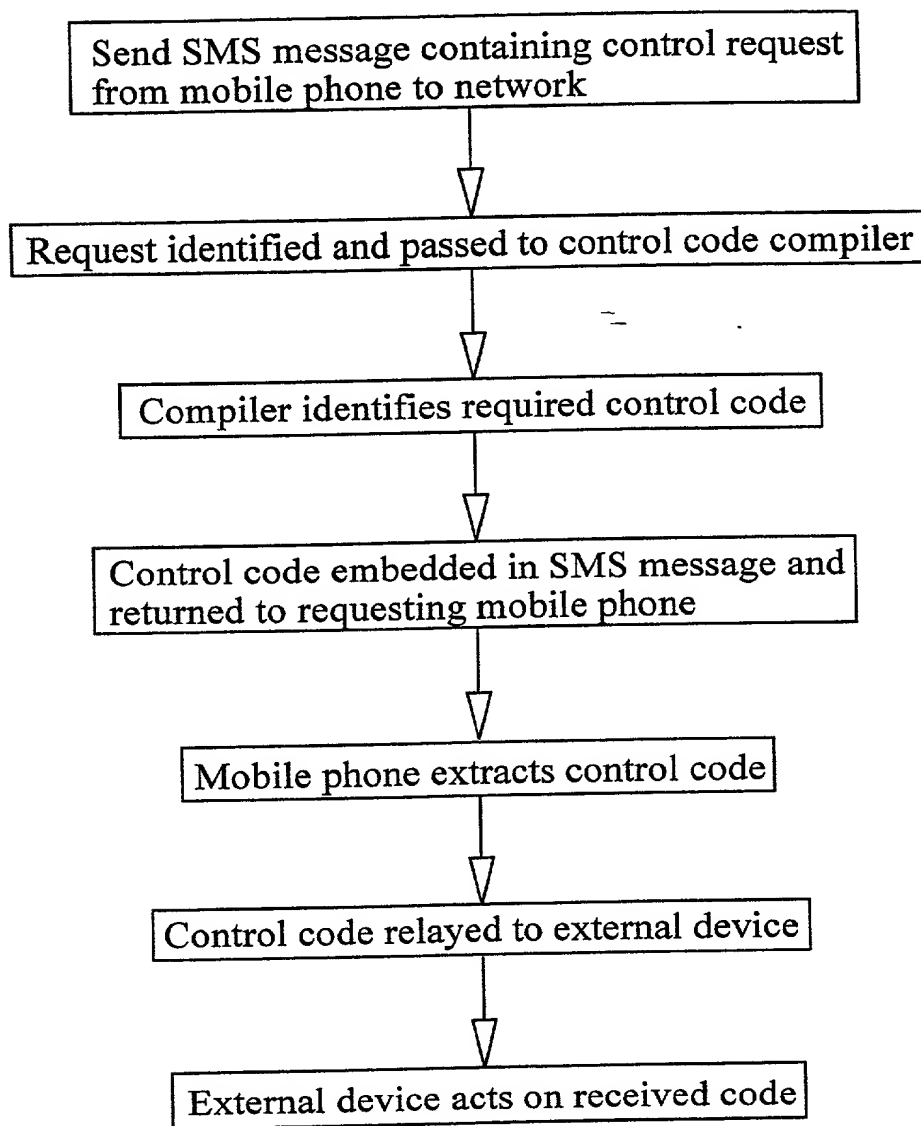 Send SMS message containing control request
from mobile phone to network
Request identified and passed to control code compiler
Compiler identifies required control code
Control code embedded in SMS message and
returned to requesting mobile phone
Mobile phone extracts control code
Control code relayed to external device
External device acts on received code